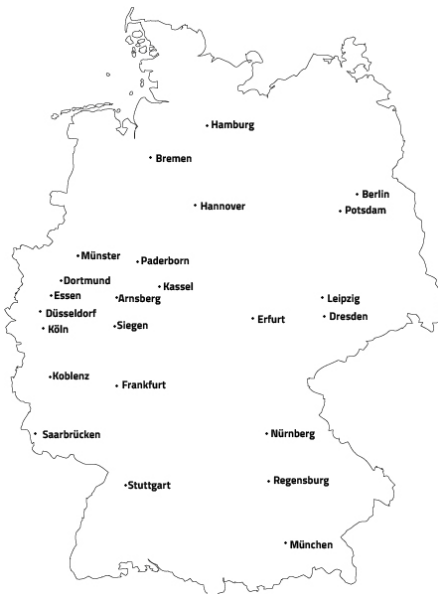 Hamburg
Bremen
Berlin
Hannover
Potsdam
Münster
Paderborn
Dortmund
Kassel
Essen
Arnsberg
Leipzig
Düsseldorf
Dresden
Erfurt
Siegen
Köln
Koblenz
Frankfurt
Saarbrücken
Nürnberg
Regensburg
Stuttgart
München